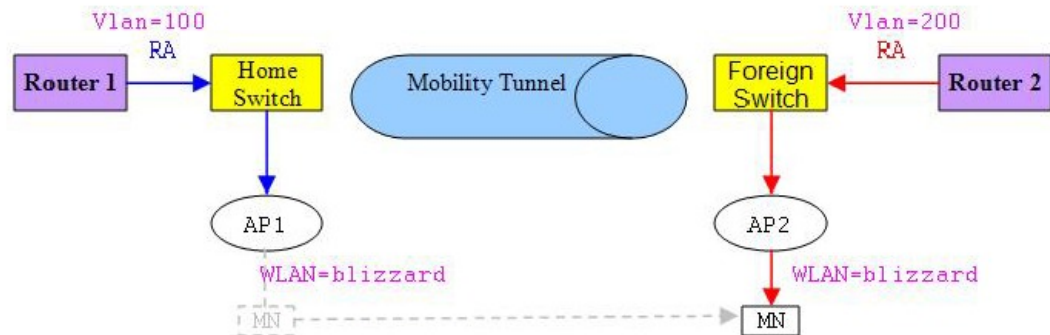 Vlan=100
Vlan=200
RA
RA
Router 1
Home
Switch
Mobility Tunnel
Foreign
Switch
Router 2
AP1
AP2
WLAN=blizzard
WLAN=blizzard
MN
MN